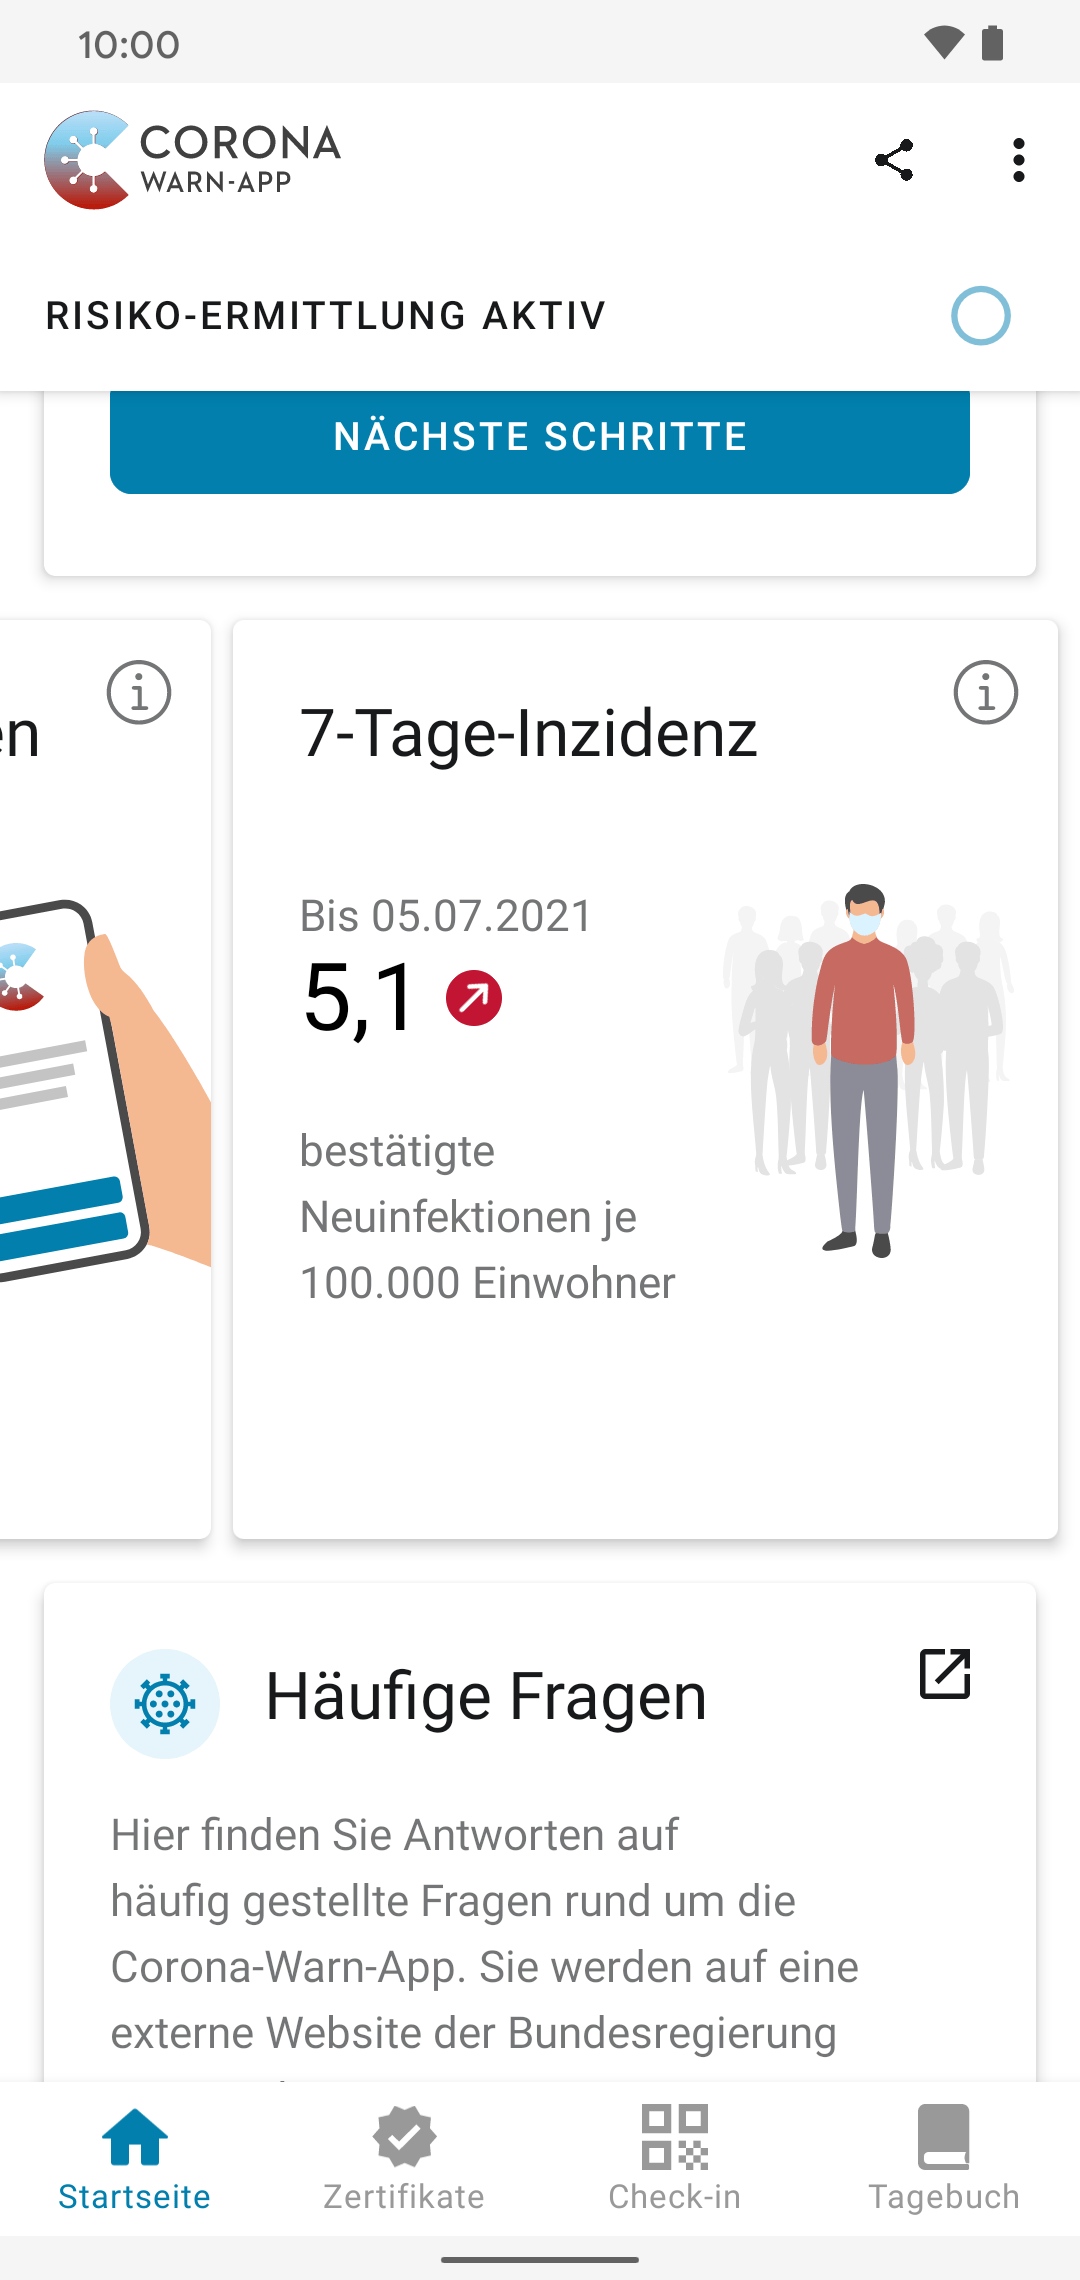 10:00
CORONA
WARN-APP
RISIKO-ERMITTLUNG AKTIV
NÄCHSTE SCHRITTE
en
7-Tage-Inzidenz
Bis 05.07.2021
5,1
bestätigte
Neuinfektionen je
100.000 Einwohner
Häufige Fragen
Hier finden Sie Antworten auf
häufig gestellte Fragen rund um die
Corona-Warn-App. Sie werden auf eine
externe Website der Bundesregierung
Startseite
Zertifikate
Check-in
Tagebuch